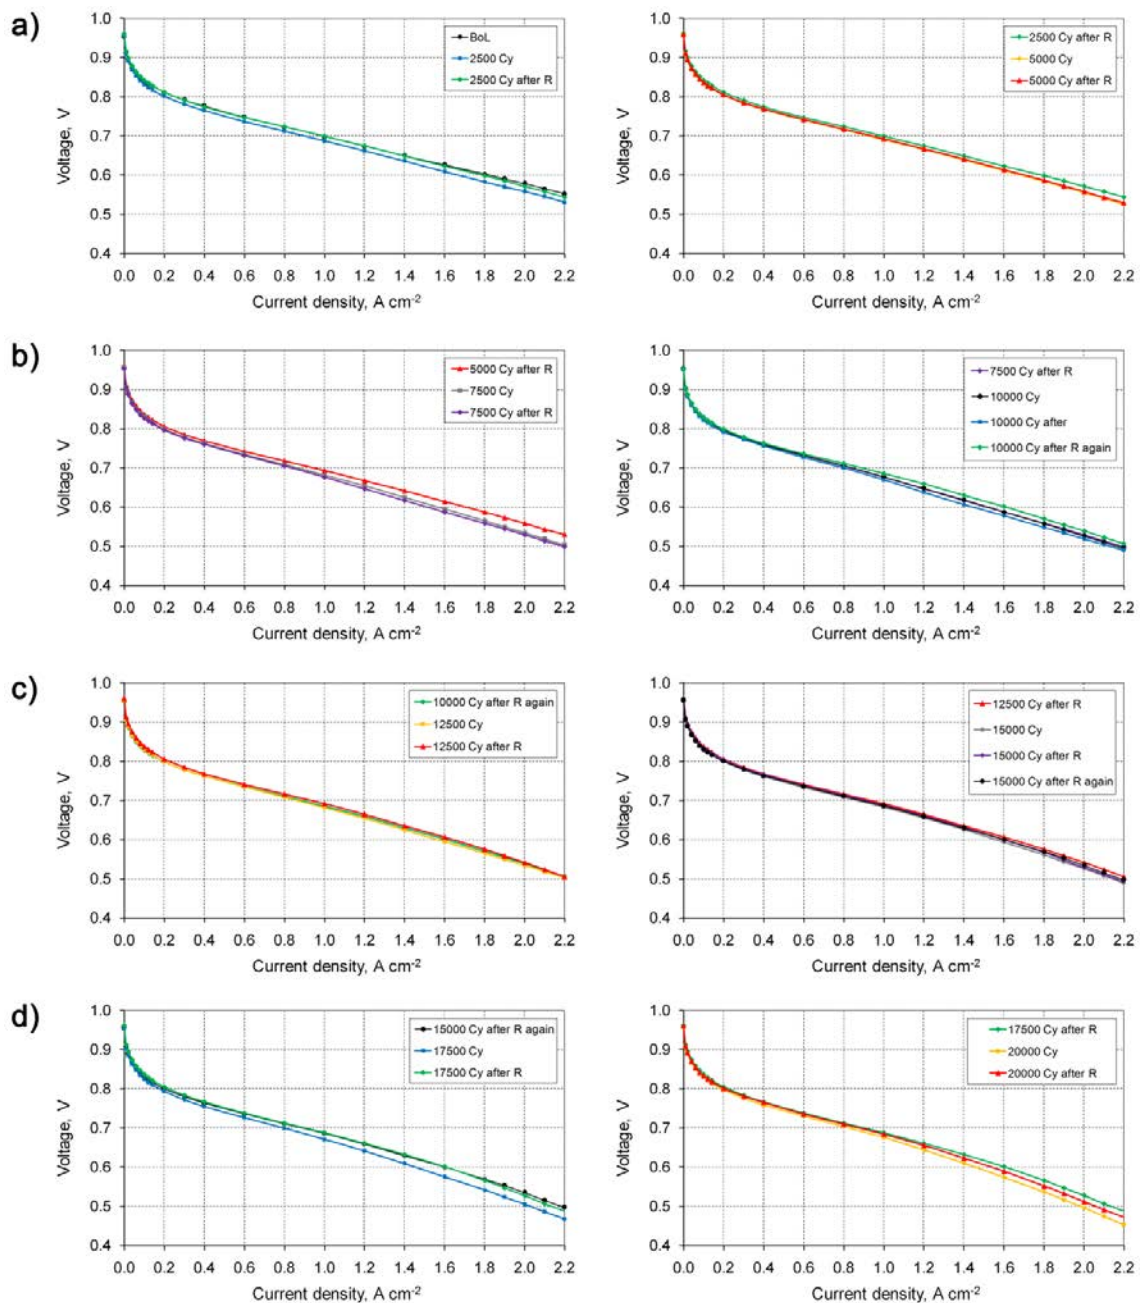 a)
1.0
0.9
0.8
0.7
0.6
0.5
0.4
Voltage, V
BoL
2500 Cy
2500 Cy after R
0.0 0.2 0.4 0.6 0.8 1.0 1.2 1.4 1.6 1.8 2.0 2.2
Current density, A cm-2
1.0
0.9
0.8
0.7
0.6
0.5
0.4
Voltage, V
2500 Cy after R
5000 Cy
5000 Cy after R
0.0 0.2 0.4 0.6 0.8 1.0 1.2 1.4 1.6 1.8 2.0 2.2
Current density, A cm-2
b)
1.0
0.9
0.8
0.7
0.6
0.5
0.4
Voltage, V
5000 Cy after R
7500 Cy
7500 Cy after R
0.0 0.2 0.4 0.6 0.8 1.0 1.2 1.4 1.6 1.8 2.0 2.2
Current density, A cm-2
1.0
0.9
0.8
0.7
0.6
0.5
0.4
Voltage, V
7500 Cy after R
10000 Cy
10000 Cy after
10000 Cy after R again
0.0 0.2 0.4 0.6 0.8 1.0 1.2 1.4 1.6 1.8 2.0 2.2
Current density, A cm-2
c)
1.0
0.9
0.8
0.7
0.6
0.5
0.4
Voltage, V
10000 Cy after R again
12500 Cy
12500 Cy after R
0.0 0.2 0.4 0.6 0.8 1.0 1.2 1.4 1.6 1.8 2.0 2.2
Current density, A cm-2
1.0
0.9
0.8
0.7
0.6
0.5
0.4
Voltage, V
12500 Cy after R
15000 Cy
15000 Cy after R
15000 Cy after R again
0.0 0.2 0.4 0.6 0.8 1.0 1.2 1.4 1.6 1.8 2.0 2.2
Current density, A cm-2
d)
1.0
0.9
0.8
0.7
0.6
0.5
0.4
Voltage, V
15000 Cy after R again
17500 Cy
17500 Cy after R
0.0 0.2 0.4 0.6 0.8 1.0 1.2 1.4 1.6 1.8 2.0 2.2
Current density, A cm-2
1.0
0.9
0.8
0.7
0.6
0.5
0.4
Voltage, V
17500 Cy after R
20000 Cy
20000 Cy after R
0.0 0.2 0.4 0.6 0.8 1.0 1.2 1.4 1.6 1.8 2.0 2.2
Current density, A cm-2